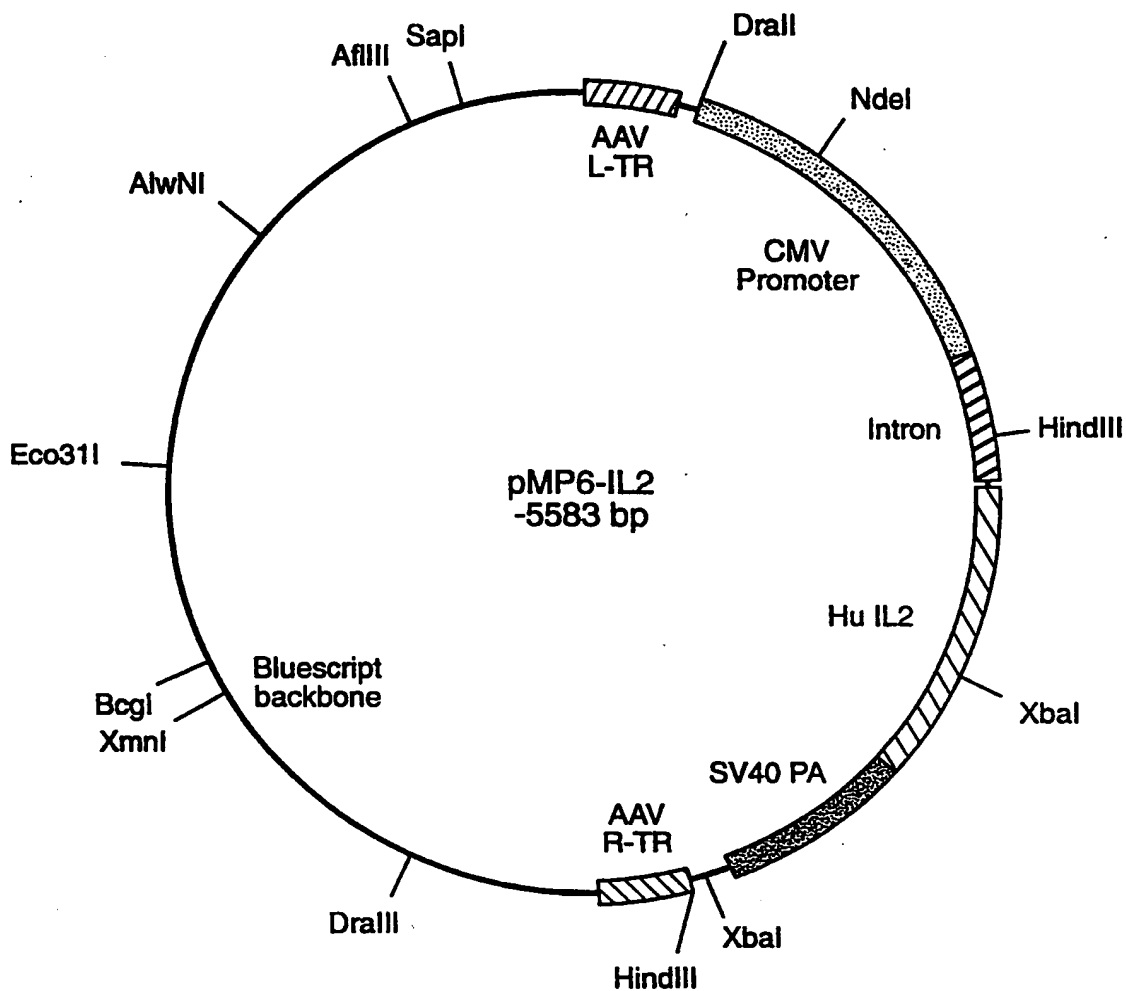 DraII
SapI
AflIII
NdeI
AAV
L-TR
AlwNI
CMV
Promoter
Intron
HindIII
Eco31I
pMP6-IL2
-5583 bp
Hu IL2
Bluescript
backbone
BcgI
XbaI
XmnI
SV40 PA
AAV
R-TR
DraIII
XbaI
HindIII